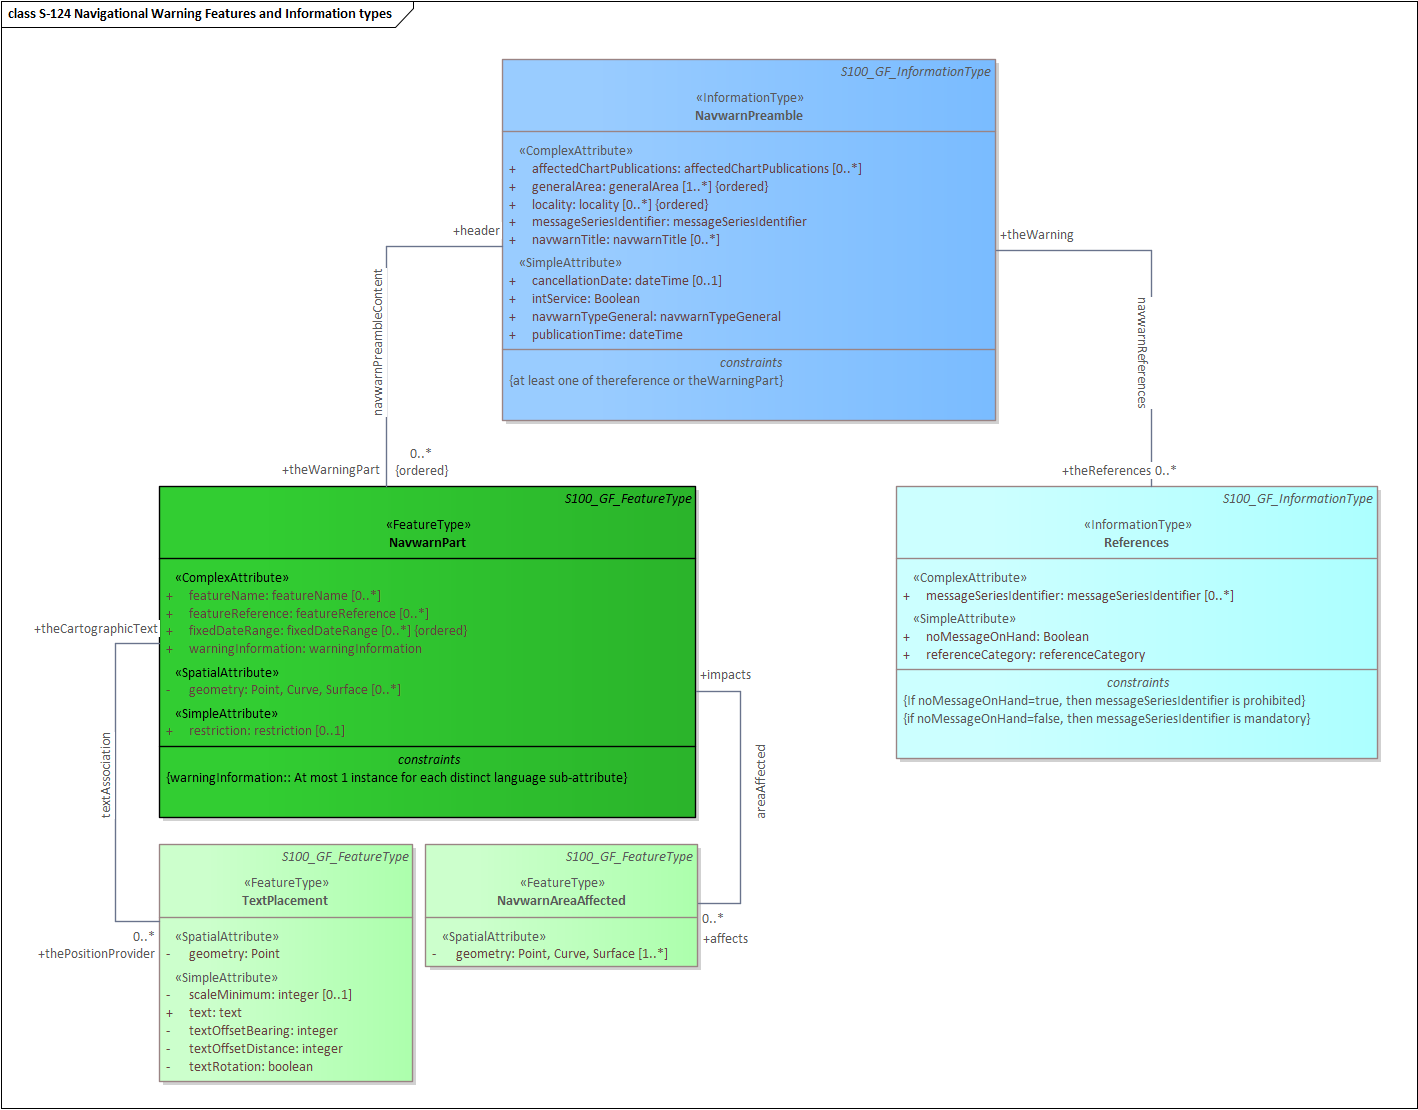 class S-124 Navigational Warning Features and Information types
S100_GF_InformationType
«InformationType»
NavwarnPreamble
«ComplexAttribute»
+ affectedChartPublications: affectedChartPublications [0..*]
+ generalArea: generalArea [1..*] {ordered}
+ locality: locality [0..*] {ordered}
+ messageSeriesIdentifier: messageSeriesIdentifier
+ navwarnTitle: navwarnTitle [0..*]
«SimpleAttribute»
+ cancellationDate: dateTime [0..1]
+ intService: Boolean
+ navwarnTypeGeneral: navwarnTypeGeneral
+ publicationTime: dateTime
constraints
{at least one of thereference or theWarningPart}
+header
+theWarning
navwarnPreambleContent
navwarnReferences
0..*
+theWarningPart {ordered}
+theReferences 0..*
S100_GF_FeatureType
«FeatureType»
NavwarnPart
«ComplexAttribute»
+ featureName: featureName [0..*]
+ featureReference: featureReference [0..*]
+ fixedDateRange: fixedDateRange [0..*] {ordered}
+ warningInformation: warningInformation
«SpatialAttribute»
- geometry: Point, Curve, Surface [0..*]
«SimpleAttribute»
+ restriction: restriction [0..1]
constraints
{warningInformation:: At most 1 instance for each distinct language sub-attribute}
S100_GF_InformationType
«InformationType»
References
«ComplexAttribute»
+ messageSeriesIdentifier: messageSeriesIdentifier [0..*]
«SimpleAttribute»
+ noMessageOnHand: Boolean
+ referenceCategory: referenceCategory
constraints
{If noMessageOnHand=true, then messageSeriesIdentifier is prohibited}
{if noMessageOnHand=false, then messageSeriesIdentifier is mandatory}
+theCartographicText
textAssociation
0..*
+thePositionProvider
+impacts
areaAffected
0..*
+affects
S100_GF_FeatureType
«FeatureType»
TextPlacement
«SpatialAttribute»
- geometry: Point
«SimpleAttribute»
- scaleMinimum: integer [0..1]
+ text: text
- textOffsetBearing: integer
- textOffsetDistance: integer
- textRotation: boolean
S100_GF_FeatureType
«FeatureType»
NavwarnAreaAffected
«SpatialAttribute»
- geometry: Point, Curve, Surface [1..*]